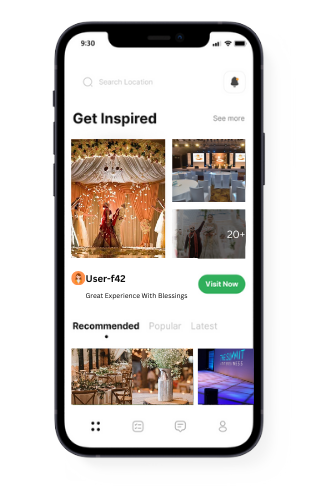 9:30
Search Location
Get Inspired
See more
20+
User-f42
Great Experience With Blessings
Visit Now
Recommended Popular Latest